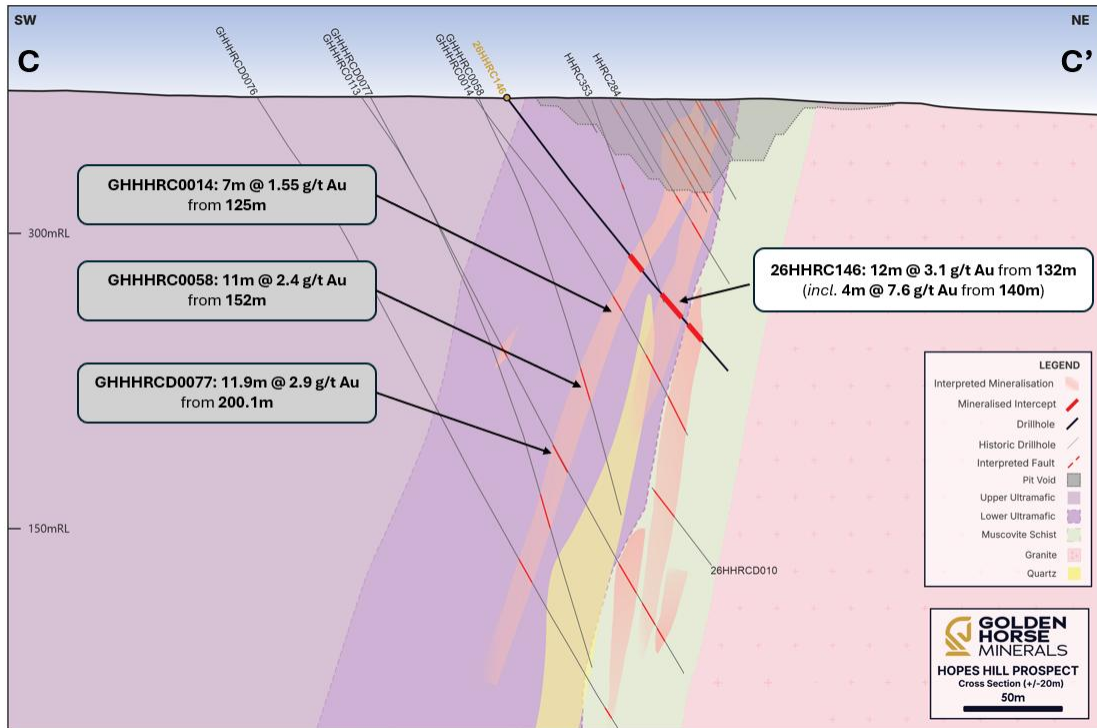 SW
NE
C
C’
GHHHRCD0076
GHHHRCD0077
GHHHRC0113
GHHHRC0058
GHHHRC0014
26HHRC146
HHRC353
HHRC284
GHHHRC0014: 7m @ 1.55 g/t Au
from 125m
300mRL
GHHHRC0058: 11m @ 2.4 g/t Au
from 152m
26HHRC146: 12m @ 3.1 g/t Au from 132m
(incl. 4m @ 7.6 g/t Au from 140m)
GHHHRCD0077: 11.9m @ 2.9 g/t Au
from 200.1m
150mRL
26HHRCD010
LEGEND
Interpreted Mineralisation
Mineralised Intercept
Drillhole
Historic Drillhole
Interpreted Fault
Pit Void
Upper Ultramafic
Lower Ultramafic
Muscovite Schist
Granite
Quartz
GOLDEN
HORSE
MINERALS
HOPES HILL PROSPECT
Cross Section (+/-20m)
50m